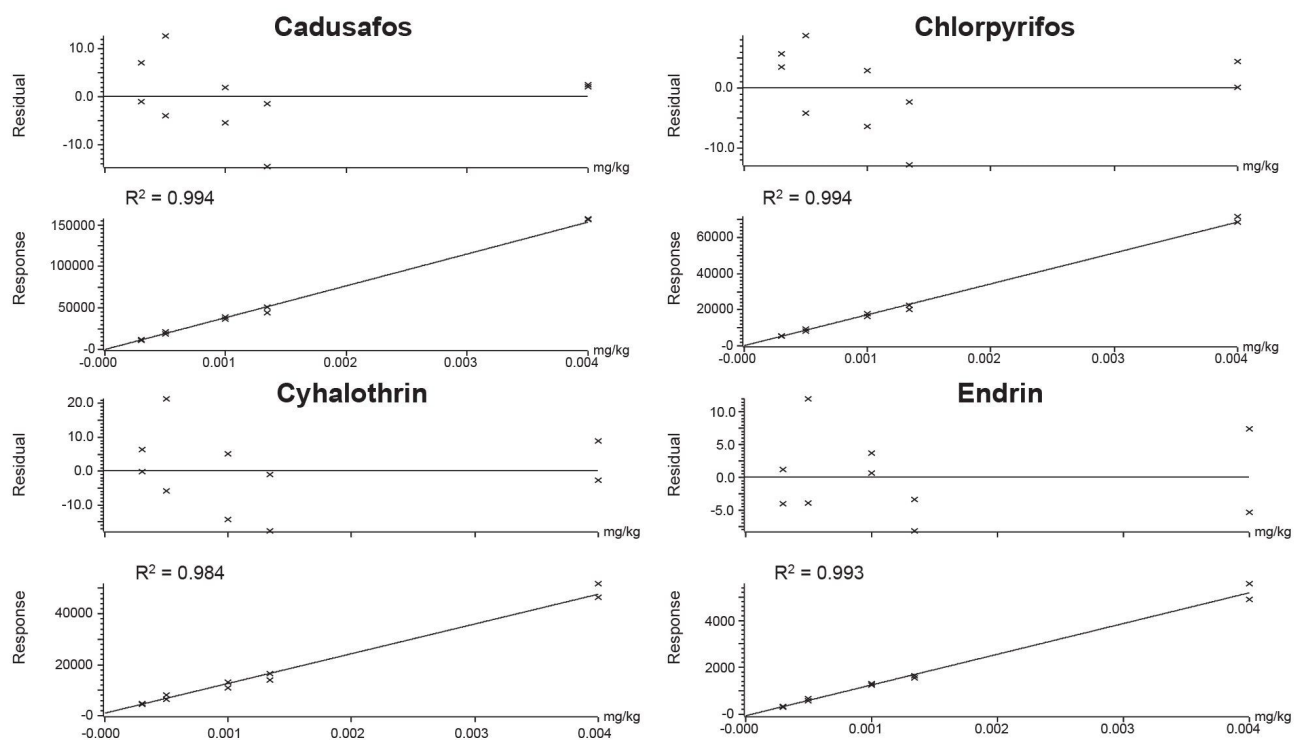 Cadusafos
Residual
10.0
0.0
-10.0
mg/kg
R² = 0.994
Response
150000
100000
50000
-0
-0.000
0.001
0.002
0.003
0.004
mg/kg
Chlorpyrifos
Residual
0.0
-10.0
mg/kg
R² = 0.994
Response
60000
40000
20000
-0
-0.000
0.001
0.002
0.003
0.004
mg/kg
Cyhalothrin
Residual
20.0
10.0
0.0
-10.0
mg/kg
R² = 0.984
Response
40000
20000
-0
-0.000
0.001
0.002
0.003
0.004
mg/kg
Endrin
Residual
10.0
5.0
0.0
-5.0
mg/kg
R² = 0.993
Response
4000
2000
-0
-0.000
0.001
0.002
0.003
0.004
mg/kg